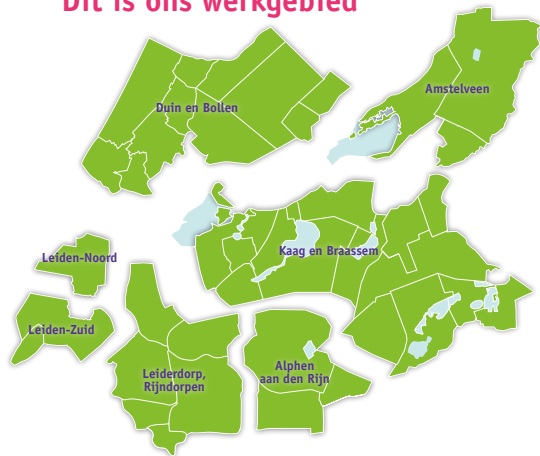 Dit is ons werkgebied
Amstelveen
Duin en Bollen
Kaag en Braassem
Leiden-Noord
Leiden-Zuid
Leiderdorp,
Rijndorpen
Alphen
aan den Rijn